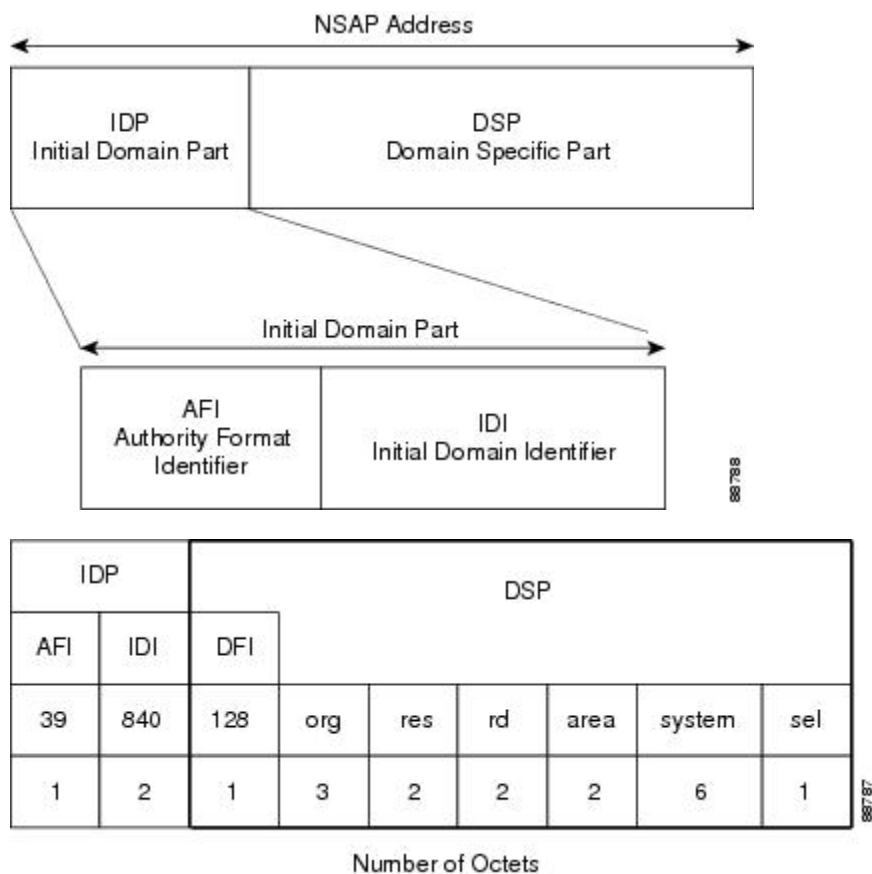 NSAP Address
IDP
Initial Domain Part
DSP
Domain Specific Part
Initial Domain Part
AFI
Authority Format
Identifier
IDI
Initial Domain Identifier
88788
IDP
DSP
AFI
IDI
DFI
39
840
128
org
res
rd
area
system
sel
1
2
1
3
2
2
2
6
1
88787
Number of Octets